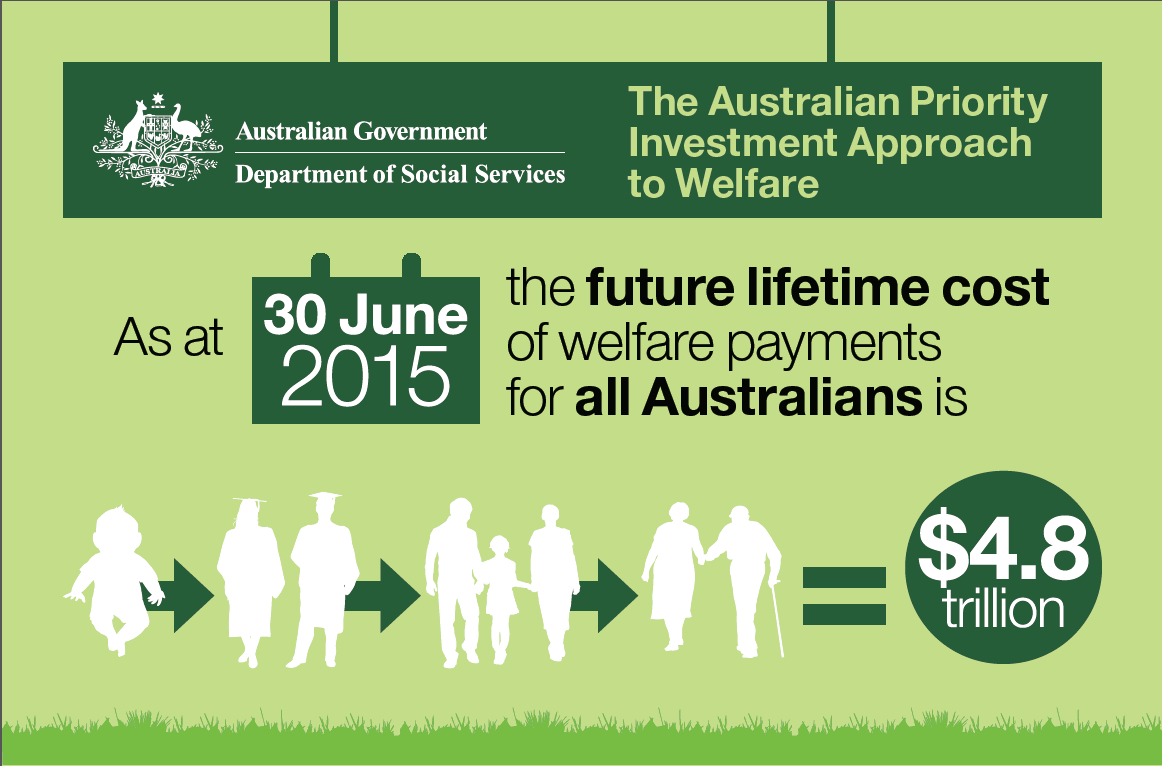 Australian Government
Department of Social Services
AUSTRALIA
The Australian Priority
Investment Approach
to Welfare
As at
30 June
2015
the future lifetime cost
of welfare payments
for all Australians is
$4.8
trillion